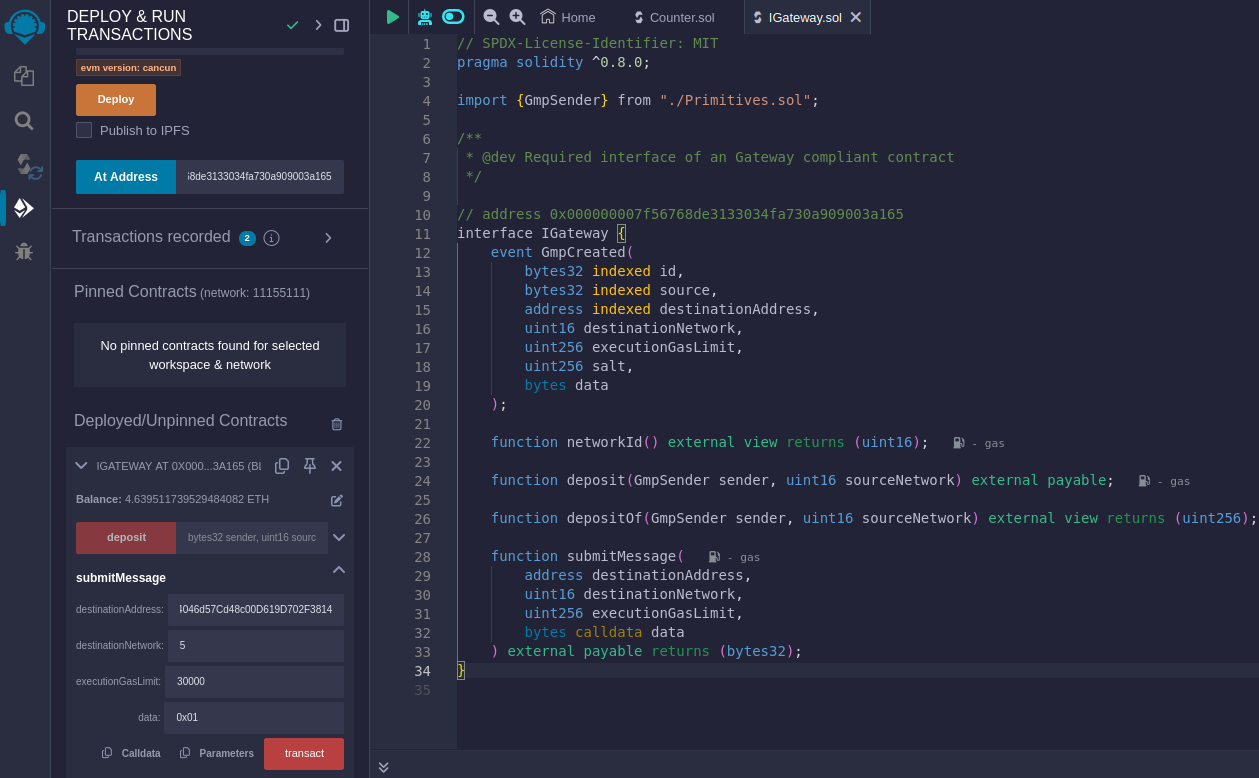 DEPLOY & RUN
TRANSACTIONS
evm version: cancun
Deploy
Publish to IPFS
At Address
i8de3133034fa730a909003a165
Transactions recorded 2
Pinned Contracts (network: 11155111)
No pinned contracts found for selected
workspace & network
Deployed/Unpinned Contracts
IGATEWAY AT 0X000...3A165 (BL
Balance: 4.639511739529484082 ETH
deposit
bytes32 sender, uint16 sourc
submitMessage
destinationAddress:
046d57Cd48c00D619D702F3814
destinationNetwork:
5
executionGasLimit:
30000
data:
0x01
Calldata
Parameters
transact
Home
Counter.sol
IGateway.sol
1 // SPDX-License-Identifier: MIT
2 pragma solidity ^0.8.0;
3
4 import {GmpSender} from "./Primitives.sol";
5
6 /**
7  * @dev Required interface of an Gateway compliant contract
8  */
9
10 // address 0x000000007f56768de3133034fa730a909003a165
11 interface IGateway {
12     event GmpCreated(
13         bytes32 indexed id,
14         bytes32 indexed source,
15         address indexed destinationAddress,
16         uint16 destinationNetwork,
17         uint256 executionGasLimit,
18         uint256 salt,
19         bytes data
20     );
21
22     function networkId() external view returns (uint16); - gas
23
24     function deposit(GmpSender sender, uint16 sourceNetwork) external payable; - gas
25
26     function depositOf(GmpSender sender, uint16 sourceNetwork) external view returns (uint256);
27
28     function submitMessage( - gas
29         address destinationAddress,
30         uint16 destinationNetwork,
31         uint256 executionGasLimit,
32         bytes calldata data
33     ) external payable returns (bytes32);
34 }
35